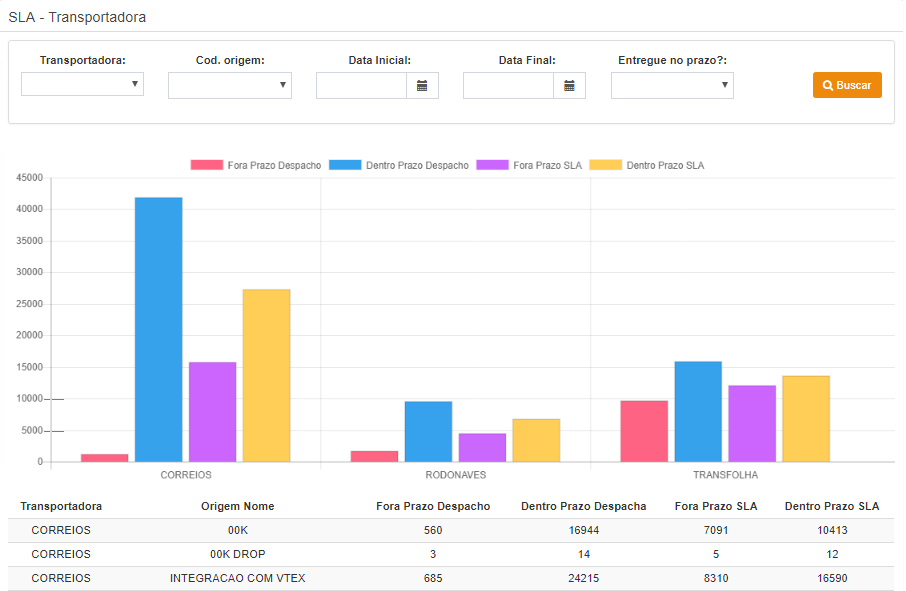 SLA - Transportadora
Transportadora: Cod. origem: Data Inicial: Data Final: Entregue no prazo?:
Buscar
Fora Prazo Despacho Dentro Prazo Despacho Fora Prazo SLA Dentro Prazo SLA
45000
40000
35000
30000
25000
20000
15000
10000
5000
0
CORREIOS RODONAVES TRANSFOLHA
Transportadora Origem Nome Fora Prazo Despacho Dentro Prazo Despacha Fora Prazo SLA Dentro Prazo SLA
CORREIOS 00K 560 16944 7091 10413
CORREIOS 00K DROP 3 14 5 12
CORREIOS INTEGRACAO COM VTEX 685 24215 8310 16590